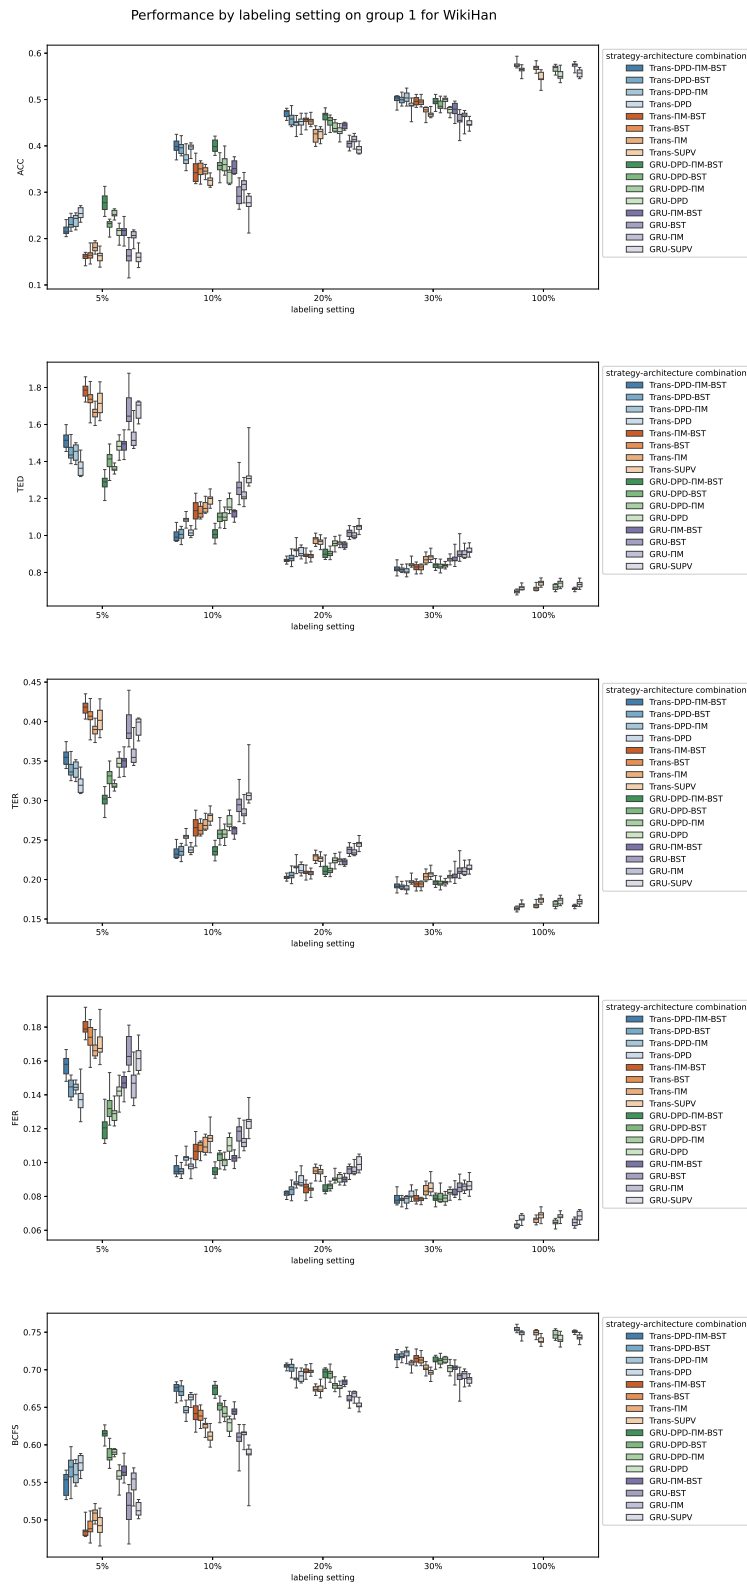 Performance by labeling setting on group 1 for WikiHan
0.6
0.5
0.4
0.3
0.2
0.1
ACC
5%
10%
20%
30%
100%
labeling setting
strategy-architecture combination
Trans-DPD-ΠM-BST
Trans-DPD-BST
Trans-DPD-ΠM
Trans-DPD
Trans-ΠM-BST
Trans-BST
Trans-ΠM
Trans-SUPV
GRU-DPD-ΠM-BST
GRU-DPD-BST
GRU-DPD-ΠM
GRU-DPD
GRU-ΠM-BST
GRU-BST
GRU-ΠM
GRU-SUPV
1.8
1.6
1.4
1.2
1.0
0.8
TED
5%
10%
20%
30%
100%
labeling setting
strategy-architecture combination
Trans-DPD-ΠM-BST
Trans-DPD-BST
Trans-DPD-ΠM
Trans-DPD
Trans-ΠM-BST
Trans-BST
Trans-ΠM
Trans-SUPV
GRU-DPD-ΠM-BST
GRU-DPD-BST
GRU-DPD-ΠM
GRU-DPD
GRU-ΠM-BST
GRU-BST
GRU-ΠM
GRU-SUPV
0.45
0.40
0.35
0.30
0.25
0.20
0.15
TER
5%
10%
20%
30%
100%
labeling setting
strategy-architecture combination
Trans-DPD-ΠM-BST
Trans-DPD-BST
Trans-DPD-ΠM
Trans-DPD
Trans-ΠM-BST
Trans-BST
Trans-ΠM
Trans-SUPV
GRU-DPD-ΠM-BST
GRU-DPD-BST
GRU-DPD-ΠM
GRU-DPD
GRU-ΠM-BST
GRU-BST
GRU-ΠM
GRU-SUPV
0.18
0.16
0.14
0.12
0.10
0.08
0.06
FER
5%
10%
20%
30%
100%
labeling setting
strategy-architecture combination
Trans-DPD-ΠM-BST
Trans-DPD-BST
Trans-DPD-ΠM
Trans-DPD
Trans-ΠM-BST
Trans-BST
Trans-ΠM
Trans-SUPV
GRU-DPD-ΠM-BST
GRU-DPD-BST
GRU-DPD-ΠM
GRU-DPD
GRU-ΠM-BST
GRU-BST
GRU-ΠM
GRU-SUPV
0.75
0.70
0.65
0.60
0.55
0.50
BCFS
5%
10%
20%
30%
100%
labeling setting
strategy-architecture combination
Trans-DPD-ΠM-BST
Trans-DPD-BST
Trans-DPD-ΠM
Trans-DPD
Trans-ΠM-BST
Trans-BST
Trans-ΠM
Trans-SUPV
GRU-DPD-ΠM-BST
GRU-DPD-BST
GRU-DPD-ΠM
GRU-DPD
GRU-ΠM-BST
GRU-BST
GRU-ΠM
GRU-SUPV